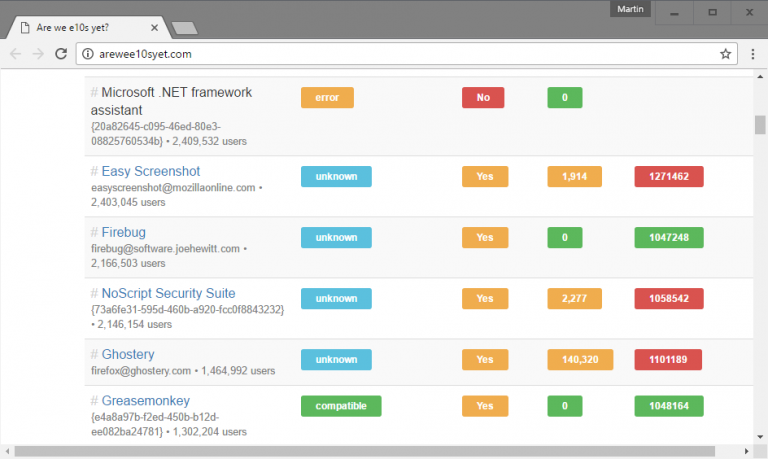 Martin
Are we e10s yet?
arewee10syet.com
# Microsoft .NET framework
assistant
{20a82645-c095-46ed-80e3-
08825760534b} • 2,409,532 users
error
No
0
# Easy Screenshot
easyscreenshot@mozillaonline.com •
2,403,045 users
unknown
Yes
1,914
1271462
# Firebug
firebug@software.joehewitt.com •
2,166,503 users
unknown
Yes
0
1047248
# NoScript Security Suite
{73a6fe31-595d-460b-a920-fcc0f8843232}
• 2,146,154 users
unknown
Yes
2,277
1058542
# Ghostery
firefox@ghostery.com • 1,464,992 users
unknown
Yes
140,320
1101189
# Greasemonkey
{e4a8a97b-f2ed-450b-b12d-
ee082ba24781} • 1,302,204 users
compatible
Yes
0
1048164